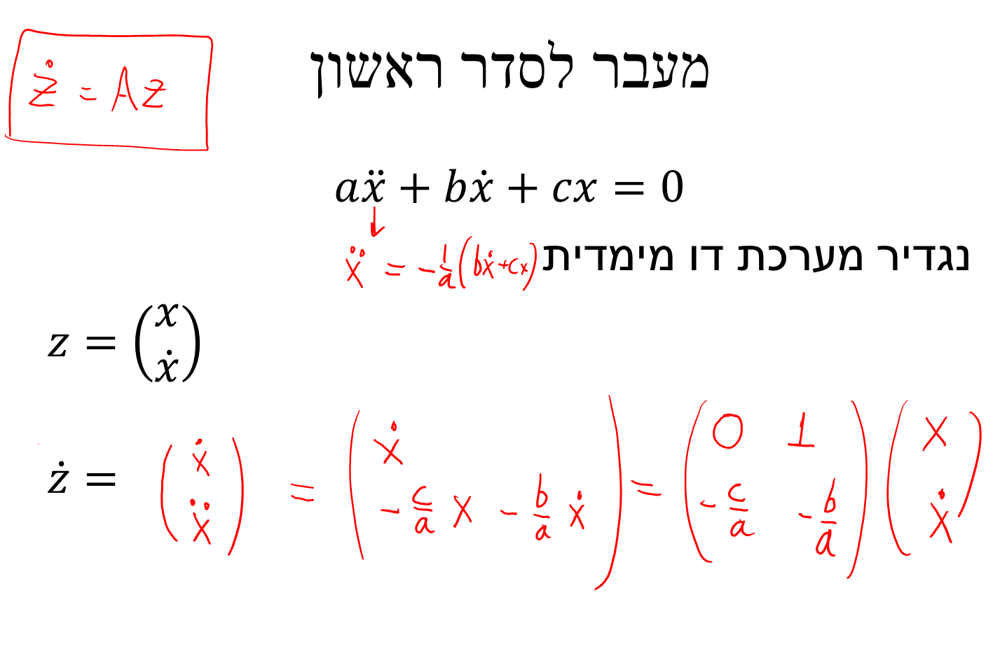 מעבר לסדר ראשון
ż = Az
aẍ + bẋ + cx = 0
ẍ = -1/a(bẋ+cx)
נגדיר מערכת דו מימדית
z = (x ẋ)
ż = (ẋ ẍ) = (ẋ -c/a x - b/a ẋ) = (0 1 -c/a -b/a) (x ẋ)